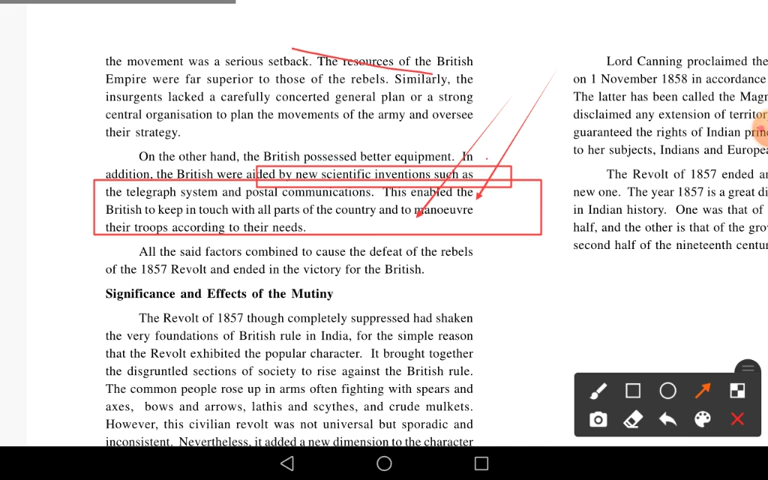 the movement was a serious setback. The resources of the British
Empire were far superior to those of the rebels. Similarly, the
insurgents lacked a carefully concerted general plan or a strong
central organisation to plan the movements of the army and oversee
their strategy.
On the other hand, the British possessed better equipment. In
addition, the British were aided by new scientific inventions such as
the telegraph system and postal communications. This enabled the
British to keep in touch with all parts of the country and to manoeuvre
their troops according to their needs.
All the said factors combined to cause the defeat of the rebels
of the 1857 Revolt and ended in the victory for the British.
Significance and Effects of the Mutiny
The Revolt of 1857 though completely suppressed had shaken
the very foundations of British rule in India, for the simple reason
that the Revolt exhibited the popular character. It brought together
the disgruntled sections of society to rise against the British rule.
The common people rose up in arms often fighting with spears and
axes, bows and arrows, lathis and scythes, and crude mulkets.
However, this civilian revolt was not universal but sporadic and
inconsistent. Nevertheless, it added a new dimension to the character
Lord Canning proclaimed the
on 1 November 1858 in accordance
The latter has been called the Magn
disclaimed any extension of territor
guaranteed the rights of Indian prin
to her subjects, Indians and Europea
The Revolt of 1857 ended an
new one. The year 1857 is a great di
in Indian history. One was that of
half, and the other is that of the gro
second half of the nineteenth centu